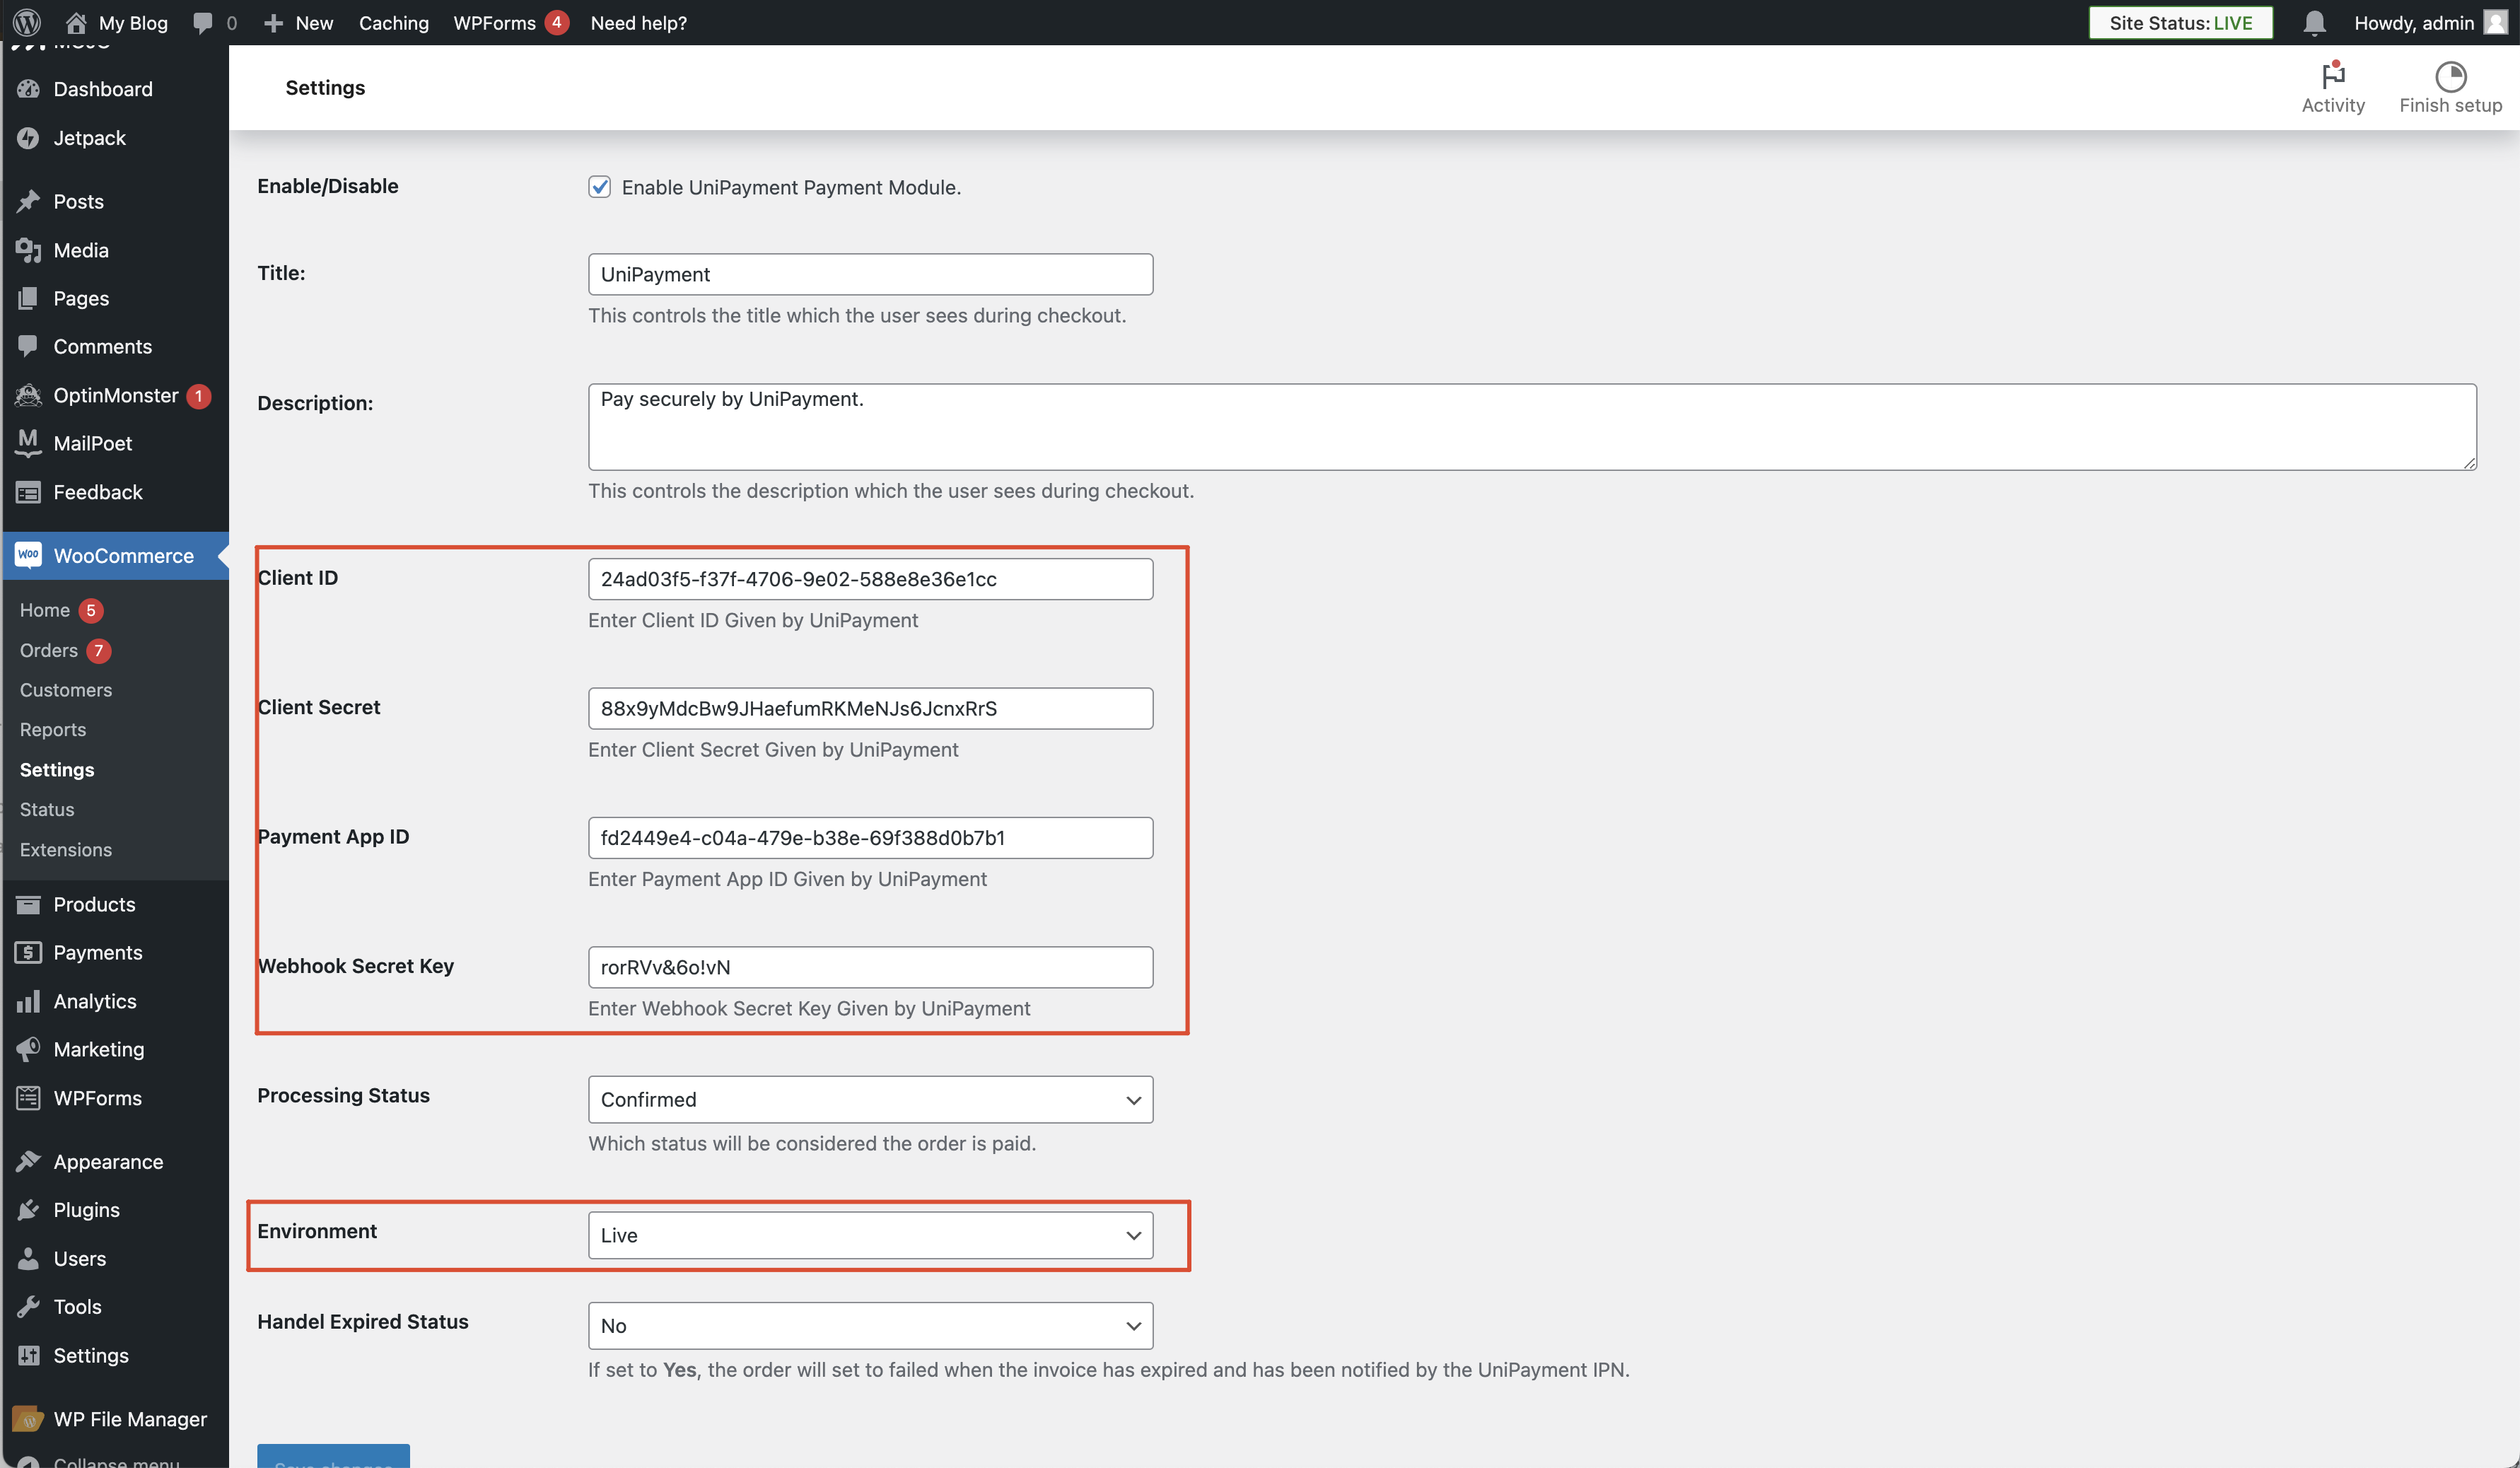 My Blog
0
New
Caching
WPForms 4
Need help?
Site Status: LIVE
Howdy, admin
Dashboard
Jetpack
Posts
Media
Pages
Comments
OptinMonster 1
MailPoet
Feedback
WooCommerce
Home 5
Orders 7
Customers
Reports
Settings
Status
Extensions
Products
Payments
Analytics
Marketing
WPForms
Appearance
Plugins
Users
Tools
Settings
WP File Manager
Collapse menu
Settings
Activity
Finish setup
Enable/Disable
Enable UniPayment Payment Module.
Title:
UniPayment
This controls the title which the user sees during checkout.
Description:
Pay securely by UniPayment.
This controls the description which the user sees during checkout.
Client ID
24ad03f5-f37f-4706-9e02-588e8e36e1cc
Enter Client ID Given by UniPayment
Client Secret
88x9yMdcBw9JHaefumRKMeNJs6JcnxRrS
Enter Client Secret Given by UniPayment
Payment App ID
fd2449e4-c04a-479e-b38e-69f388d0b7b1
Enter Payment App ID Given by UniPayment
Webhook Secret Key
rorRVv&6o!vN
Enter Webhook Secret Key Given by UniPayment
Processing Status
Confirmed
Which status will be considered the order is paid.
Environment
Live
Handel Expired Status
No
If set to Yes, the order will set to failed when the invoice has expired and has been notified by the UniPayment IPN.
Save changes